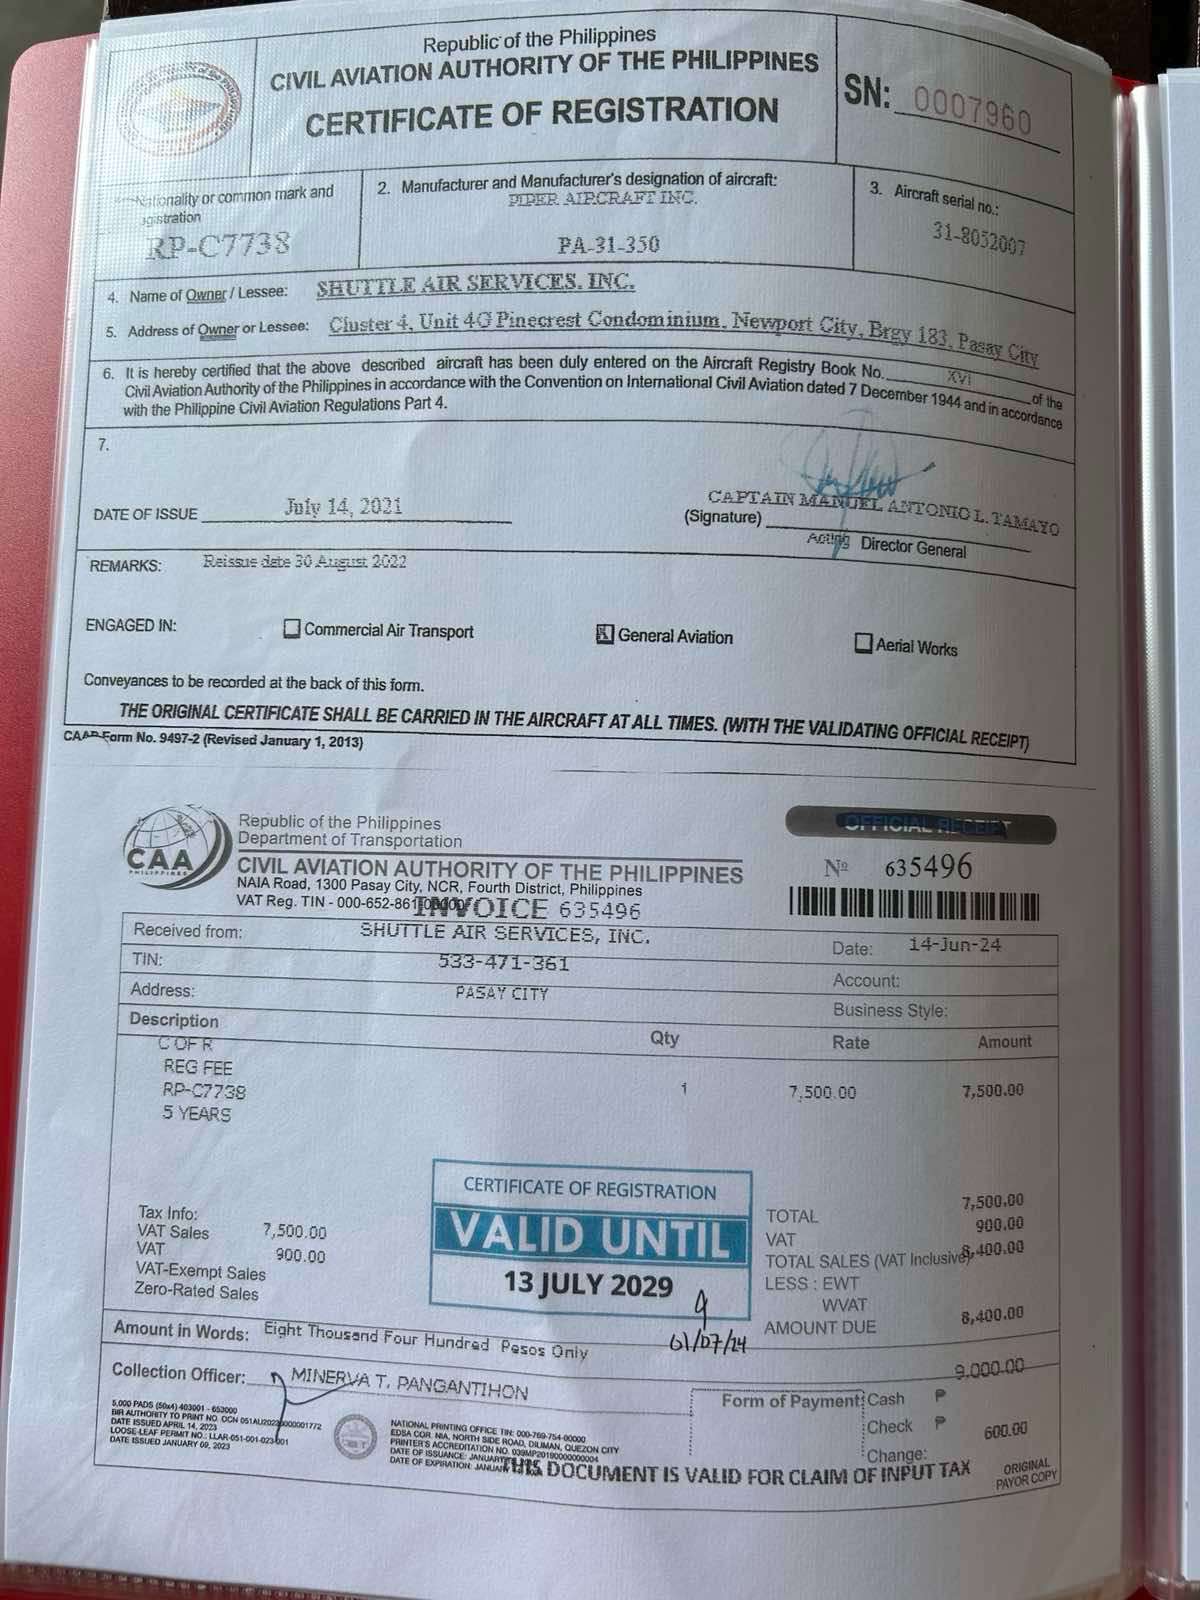 Republic of the Philippines
CIVIL AVIATION AUTHORITY OF THE PHILIPPINES
CERTIFICATE OF REGISTRATION
SN: 0007960
Nationality or common mark and
registration
RP-C7738
2. Manufacturer and Manufacturer's designation of aircraft:
PIPER AIRCRAFT INC.
PA-31-350
3. Aircraft serial no.:
31-8052007
4. Name of Owner / Lessee: SHUTTLE AIR SERVICES, INC.
5. Address of Owner or Lessee: Cluster 4, Unit 4G Pinecrest Condominium, Newport City, Brgy 183, Pasay City
6. It is hereby certified that the above described aircraft has been duly entered on the Aircraft Registry Book No. XVI of the
Civil Aviation Authority of the Philippines in accordance with the Convention on International Civil Aviation dated 7 December 1944 and in accordance
with the Philippine Civil Aviation Regulations Part 4.
7.
DATE OF ISSUE July 14, 2021
CAPTAIN MANUEL ANTONIO L. TAMAYO
(Signature)
Acting Director General
REMARKS: Reissue date 30 August 2022
ENGAGED IN: Commercial Air Transport X General Aviation Aerial Works
Conveyances to be recorded at the back of this form.
THE ORIGINAL CERTIFICATE SHALL BE CARRIED IN THE AIRCRAFT AT ALL TIMES. (WITH THE VALIDATING OFFICIAL RECEIPT)
CAAP Form No. 9497-2 (Revised January 1, 2013)
CAA
PHILIPPINES
Republic of the Philippines
Department of Transportation
CIVIL AVIATION AUTHORITY OF THE PHILIPPINES
NAIA Road, 1300 Pasay City, NCR, Fourth District, Philippines
VAT Reg. TIN - 000-652-861-00000
OFFICIAL RECEIPT
Nº 635496
INVOICE 635496
Received from: SHUTTLE AIR SERVICES, INC.
Date: 14-Jun-24
TIN: 533-471-361
Account:
Address: PASAY CITY
Business Style:
Description Qty Rate Amount
C OF R
REG FEE
RP-C7738 1 7,500.00 7,500.00
5 YEARS
CERTIFICATE OF REGISTRATION
VALID UNTIL
13 JULY 2029
01/07/24
Tax Info:
VAT Sales 7,500.00
VAT 900.00
VAT-Exempt Sales
Zero-Rated Sales
TOTAL 7,500.00
VAT 900.00
TOTAL SALES (VAT Inclusive) 8,400.00
LESS : EWT
WVAT
AMOUNT DUE 8,400.00
Amount in Words: Eight Thousand Four Hundred Pesos Only
Collection Officer: MINERVA T. PANGANTIHON
Form of Payment: Cash ₱ 9,000.00
Check ₱
Change: 600.00
5,000 PADS (50x4) 403001 - 653000
BIR AUTHORITY TO PRINT NO. OCN 051AU20230000001772
DATE ISSUED APRIL 14, 2023
LOOSE-LEAF PERMIT NO.: LLAR-051-001-023-001
DATE ISSUED JANUARY 09, 2023
NATIONAL PRINTING OFFICE TIN: 000-769-754-00000
EDSA COR. NIA, NORTH SIDE ROAD, DILIMAN, QUEZON CITY
PRINTER'S ACCREDITATION NO. 039MP20190000000004
DATE OF ISSUANCE: JANUARY
DATE OF EXPIRATION: JANUARY
THIS DOCUMENT IS VALID FOR CLAIM OF INPUT TAX
ORIGINAL
PAYOR COPY